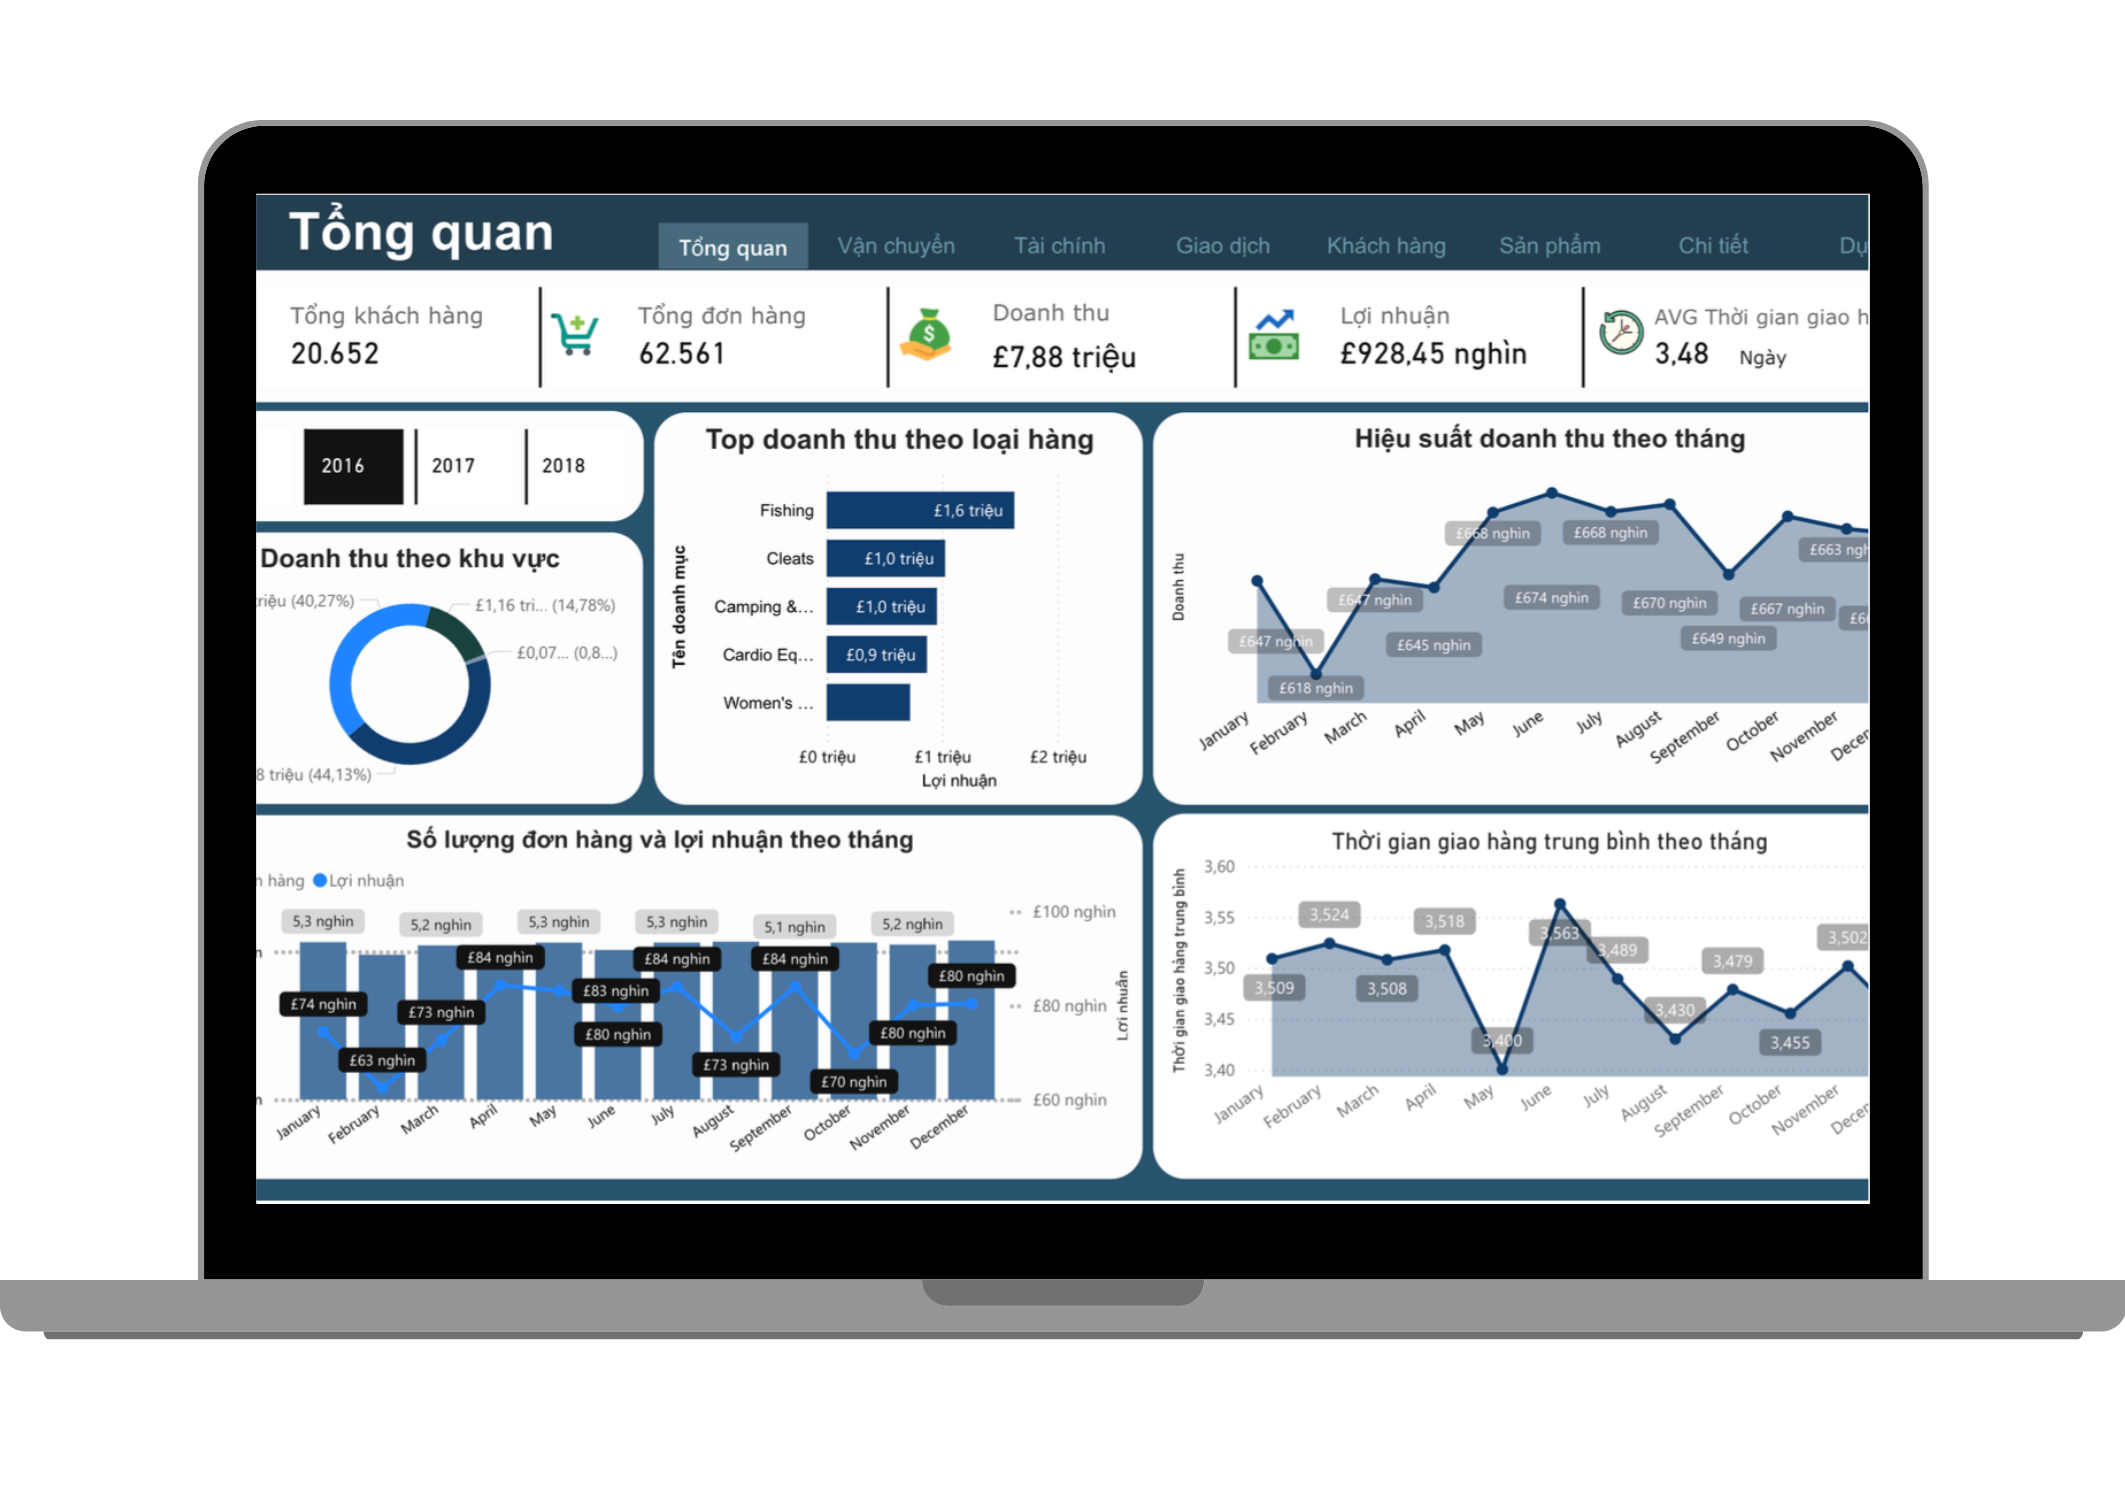 Tổng quan
Tổng quan Vận chuyển Tài chính Giao dịch Khách hàng Sản phẩm Chi tiết Dự
Tổng khách hàng
20.652
Tổng đơn hàng
62.561
Doanh thu
£7,88 triệu
Lợi nhuận
£928,45 nghìn
AVG Thời gian giao h
3,48 Ngày
2016 2017 2018
Doanh thu theo khu vực
triệu (40,27%)
£1,16 tri... (14,78%)
£0,07... (0,8...)
8 triệu (44,13%)
Top doanh thu theo loại hàng
Tên doanh mục
Fishing £1,6 triệu
Cleats £1,0 triệu
Camping &... £1,0 triệu
Cardio Eq... £0,9 triệu
Women's ...
£0 triệu £1 triệu £2 triệu
Lợi nhuận
Hiệu suất doanh thu theo tháng
Doanh thu
£647 nghìn
£618 nghìn
£647 nghìn
£645 nghìn
£668 nghìn
£674 nghìn
£668 nghìn
£670 nghìn
£649 nghìn
£667 nghìn
£663 ngh
January February March April May June July August September October November Decem
Số lượng đơn hàng và lợi nhuận theo tháng
n hàng Lợi nhuận
5,3 nghìn 5,2 nghìn 5,3 nghìn 5,3 nghìn 5,1 nghìn 5,2 nghìn
£74 nghìn
£63 nghìn
£73 nghìn
£84 nghìn
£83 nghìn
£80 nghìn
£84 nghìn
£73 nghìn
£84 nghìn
£70 nghìn
£80 nghìn
£80 nghìn
£100 nghìn
£80 nghìn
£60 nghìn
Lợi nhuận
January February March April May June July August September October November December
Thời gian giao hàng trung bình theo tháng
Thời gian giao hàng trung bình
3,60
3,55
3,50
3,45
3,40
3,509
3,524
3,508
3,518
3,400
3,563
3,489
3,430
3,479
3,455
3,502
January February March April May June July August September October November Decem